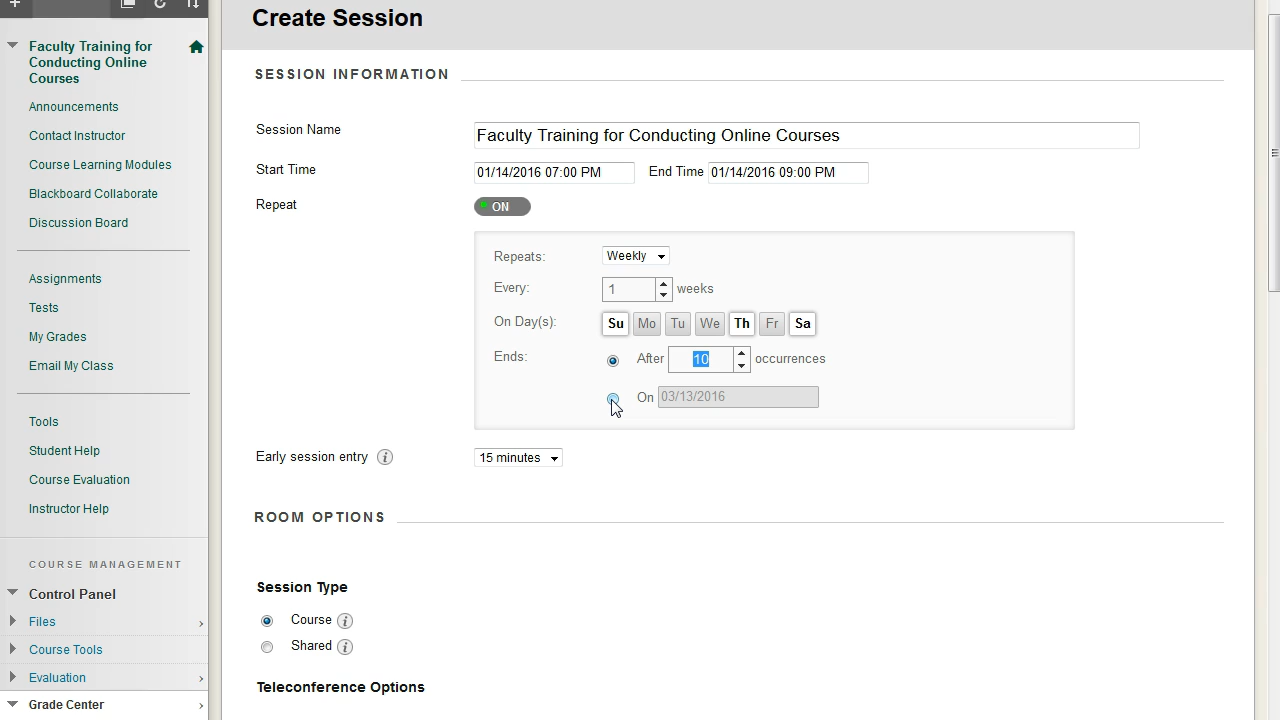 Create Session
Faculty Training for
Conducting Online
Courses
Announcements
Contact Instructor
Course Learning Modules
Blackboard Collaborate
Discussion Board
Assignments
Tests
My Grades
Email My Class
Tools
Student Help
Course Evaluation
Instructor Help
COURSE MANAGEMENT
Control Panel
Files
Course Tools
Evaluation
Grade Center
SESSION INFORMATION
Session Name Faculty Training for Conducting Online Courses
Start Time 01/14/2016 07:00 PM End Time 01/14/2016 09:00 PM
Repeat ON
Repeats: Weekly
Every: 1 weeks
On Day(s): Su Mo Tu We Th Fr Sa
Ends: After 10 occurrences
On 03/13/2016
Early session entry i 15 minutes
ROOM OPTIONS
Session Type
Course i
Shared i
Teleconference Options